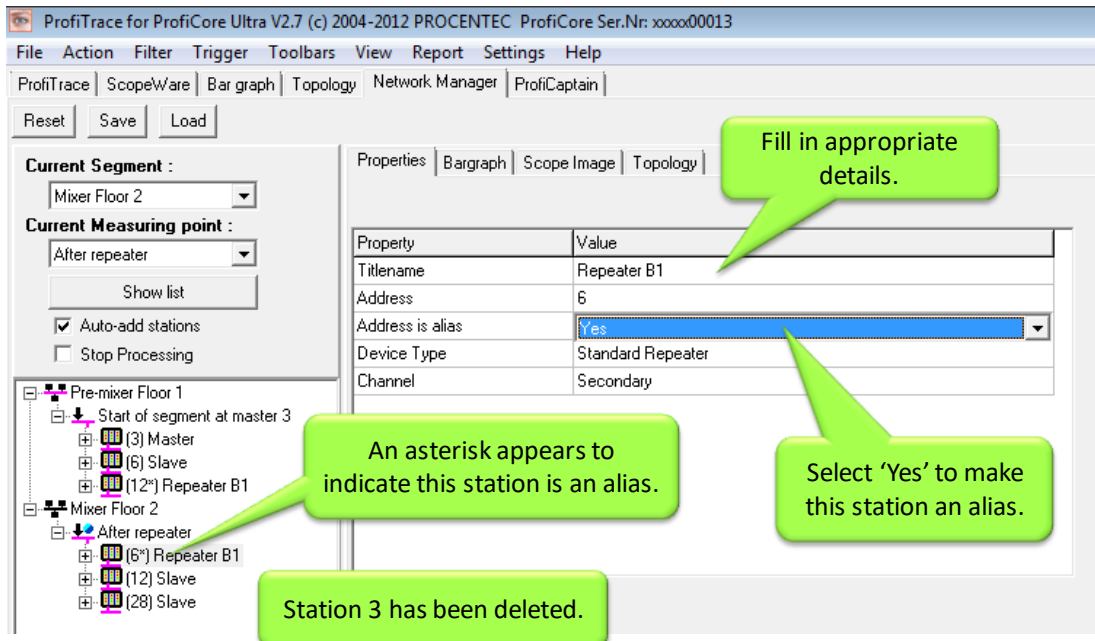 ProfiTrace for ProfiCore Ultra V2.7 (c) 2004-2012 PROCENTEC ProfiCore Ser.Nr: xxxxx00013
File Action Filter Trigger Toolbars View Report Settings Help
ProfiTrace ScopeWare Bar graph Topology Network Manager ProfiCaptain
Reset Save Load
Current Segment :
Mixer Floor 2
Current Measuring point :
After repeater
Show list
Auto-add stations
Stop Processing
Pre-mixer Floor 1
Start of segment at master 3
(3) Master
(6) Slave
(12*) Repeater B1
Mixer Floor 2
After repeater
(6*) Repeater B1
(12) Slave
(28) Slave
Properties Bargraph Scope Image Topology
Property Value
Titlename Repeater B1
Address 6
Address is alias Yes
Device Type Standard Repeater
Channel Secondary
Fill in appropriate
details.
An asterisk appears to
indicate this station is an alias.
Select ‘Yes’ to make
this station an alias.
Station 3 has been deleted.